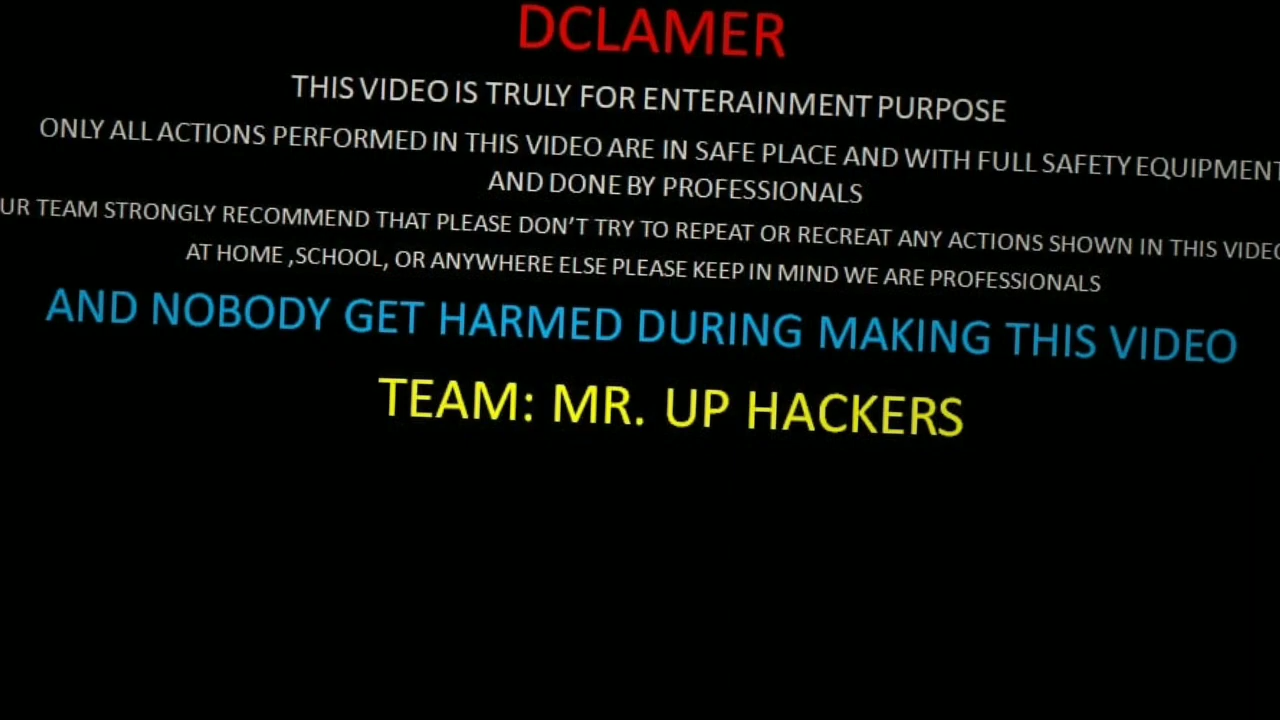 DCLAMER
THIS VIDEO IS TRULY FOR ENTERAINMENT PURPOSE
ONLY ALL ACTIONS PERFORMED IN THIS VIDEO ARE IN SAFE PLACE AND WITH FULL SAFETY EQUIPMENT
AND DONE BY PROFESSIONALS
UR TEAM STRONGLY RECOMMEND THAT PLEASE DON’T TRY TO REPEAT OR RECREAT ANY ACTIONS SHOWN IN THIS VIDEO
AT HOME ,SCHOOL, OR ANYWHERE ELSE PLEASE KEEP IN MIND WE ARE PROFESSIONALS
AND NOBODY GET HARMED DURING MAKING THIS VIDEO
TEAM: MR. UP HACKERS